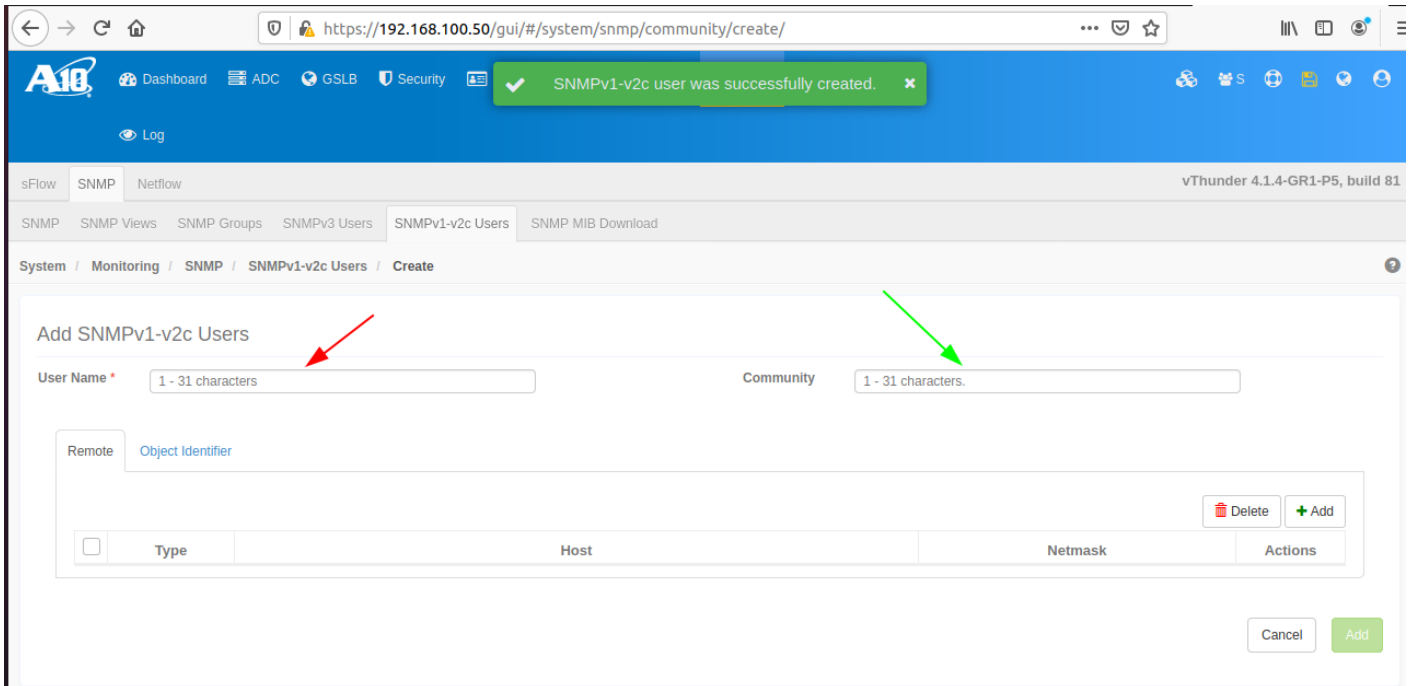 https://192.168.100.50/gui/#/system/snmp/community/create/
A10 Dashboard ADC GSLB Security SNMPv1-v2c user was successfully created. × S
Log
sFlow SNMP Netflow vThunder 4.1.4-GR1-P5, build 81
SNMP SNMP Views SNMP Groups SNMPv3 Users SNMPv1-v2c Users SNMP MIB Download
System / Monitoring / SNMP / SNMPv1-v2c Users / Create
Add SNMPv1-v2c Users
User Name * 1 - 31 characters Community 1 - 31 characters.
Remote Object Identifier
Delete + Add
Type Host Netmask Actions
Cancel Add